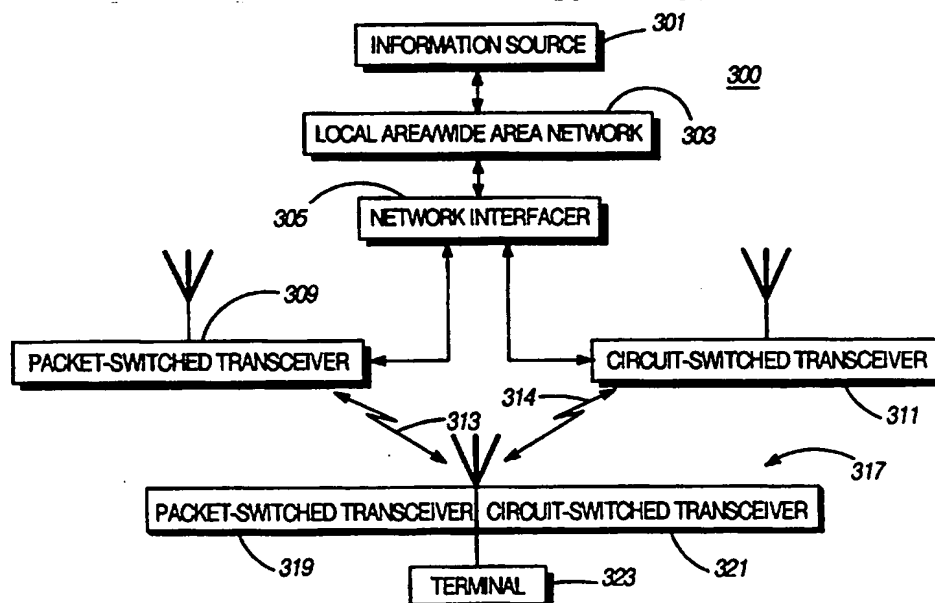 301
INFORMATION SOURCE
300
LOCAL AREA/WIDE AREA NETWORK
303
305
NETWORK INTERFACER
309
PACKET-SWITCHED TRANSCEIVER
CIRCUIT-SWITCHED TRANSCEIVER
314
313
311
317
PACKET-SWITCHED TRANSCEIVER
CIRCUIT-SWITCHED TRANSCEIVER
319
TERMINAL
323
321